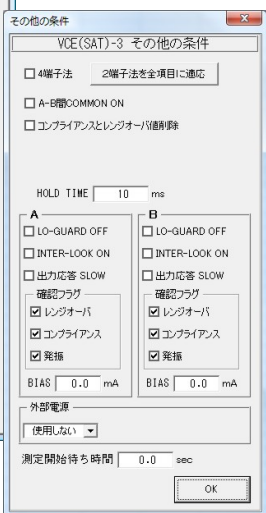 その他の条件
VCE(SAT)-3 その他の条件
4端子法 2端子法を全項目に適応
A-B間COMMON ON
コンプライアンスとレンジオーバ値削除
HOLD TIME 10 ms
A B
LO-GUARD OFF LO-GUARD OFF
INTER-LOOK ON INTER-LOOK ON
出力応答 SLOW 出力応答 SLOW
確認フラグ 確認フラグ
レンジオーバ レンジオーバ
コンプライアンス コンプライアンス
発振 発振
BIAS 0.0 mA BIAS 0.0 mA
外部電源
使用しない
測定開始待ち時間 0.0 sec
OK